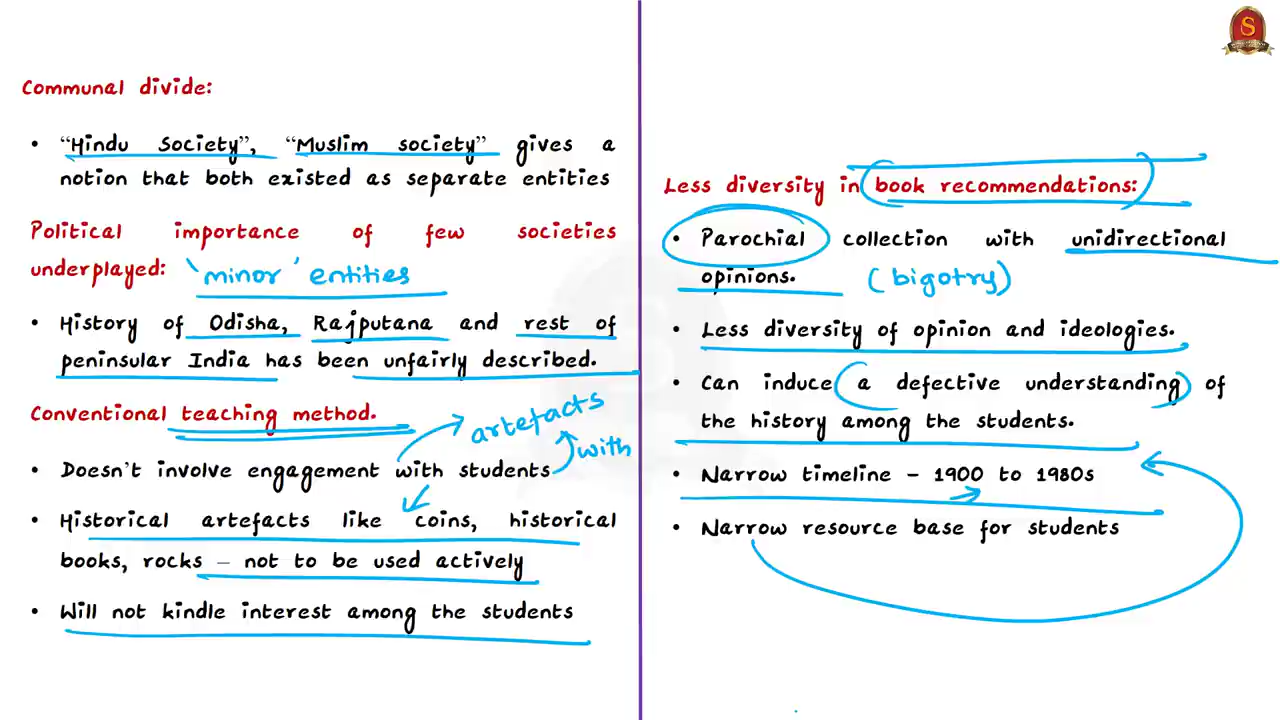 Communal divide:
• “Hindu Society”, “Muslim society” gives a
notion that both existed as separate entities
Political importance of few societies
underplayed: 'minor' entities
• History of Odisha, Rajputana and rest of
peninsular India has been unfairly described.
Conventional teaching method.
artefacts
with
• Doesn't involve engagement with students
• Historical artefacts like coins, historical
books, rocks – not to be used actively
• Will not kindle interest among the students
S
Less diversity in book recommendations:
• Parochial collection with unidirectional
opinions. (bigotry)
• Less diversity of opinion and ideologies.
• Can induce a defective understanding of
the history among the students.
• Narrow timeline – 1900 to 1980s
• Narrow resource base for students